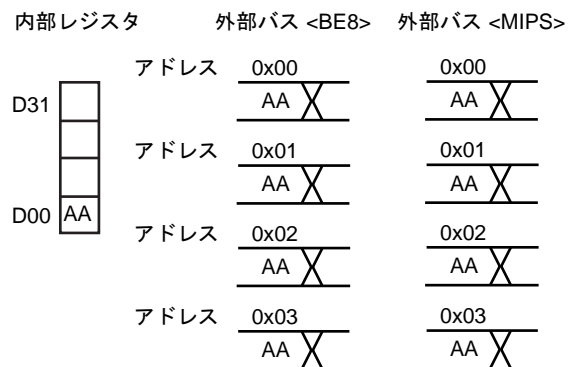 内部レジスタ 外部バス <BE8> 外部バス <MIPS>
アドレス 0x00 0x00
D31 AA AA
アドレス 0x01 0x01
AA AA
D00 AA
アドレス 0x02 0x02
AA AA
アドレス 0x03 0x03
AA AA